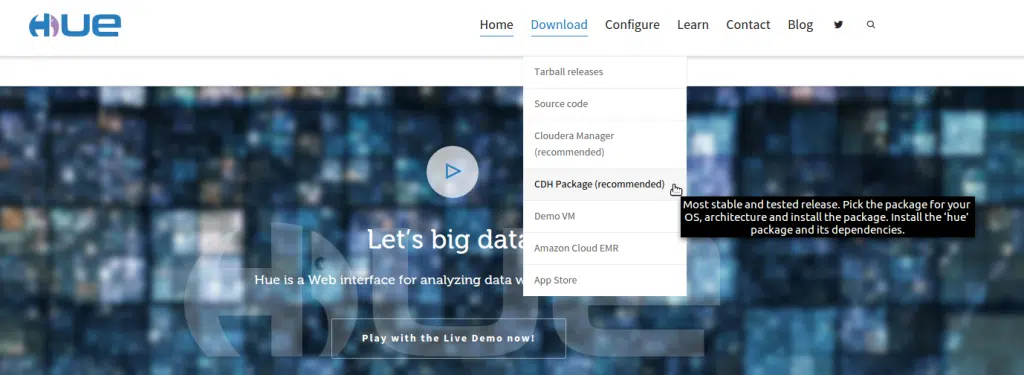 HUE
Home Download Configure Learn Contact Blog
Tarball releases
Source code
Cloudera Manager
(recommended)
CDH Package (recommended)
Most stable and tested release. Pick the package for your
OS, architecture and install the package. Install the ‘hue’
package and its dependencies.
Demo VM
Amazon Cloud EMR
App Store
Let’s big data
Hue is a Web interface for analyzing data
Play with the Live Demo now!
HUE